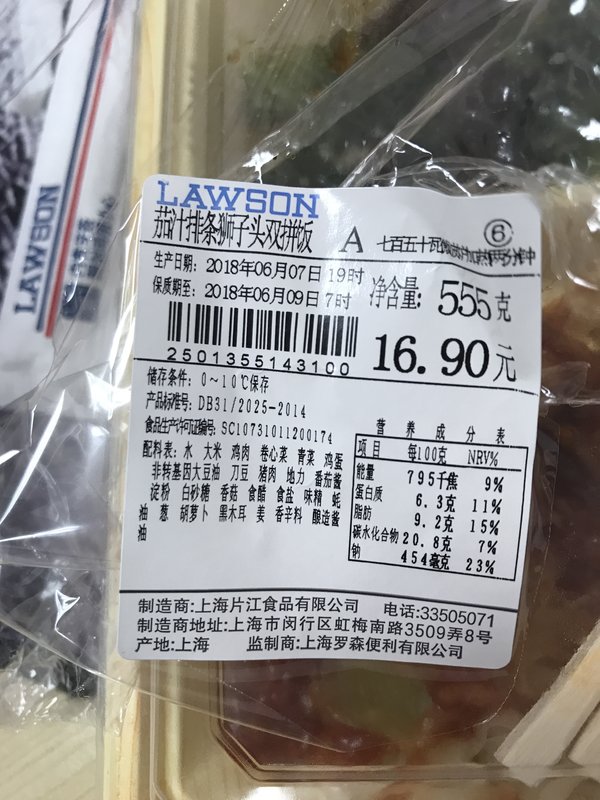 LAWSON
LAWSON
茄汁排条狮子头双拼饭 A 七百五十瓦
⑥
生产日期: 2018年06月07日 19时
保质期至: 2018年06月09日 7时
净含量: 555克
2501355143100
16.90元
储存条件: 0~10℃保存
产品标准号: DB31/2025-2014
食品生产许可证编号: SC10731011200174
配料表: 水 大米 鸡肉 卷心菜 青菜 鸡蛋
非转基因大豆油 刀豆 猪肉 地力 番茄酱
淀粉 白砂糖 香菇 食醋 食盐 味精 蚝
油 葱 胡萝卜 黑木耳 姜 香辛料 酿造酱
油
营养成分表
项目 每100克 NRV%
能量 795千焦 9%
蛋白质 6.3克 11%
脂肪 9.2克 15%
碳水化合物 20.8克 7%
钠 454毫克 23%
制造商:上海片江食品有限公司 电话:33505071
制造商地址:上海市闵行区虹梅南路3509弄8号
产地:上海 监制商:上海罗森便利有限公司